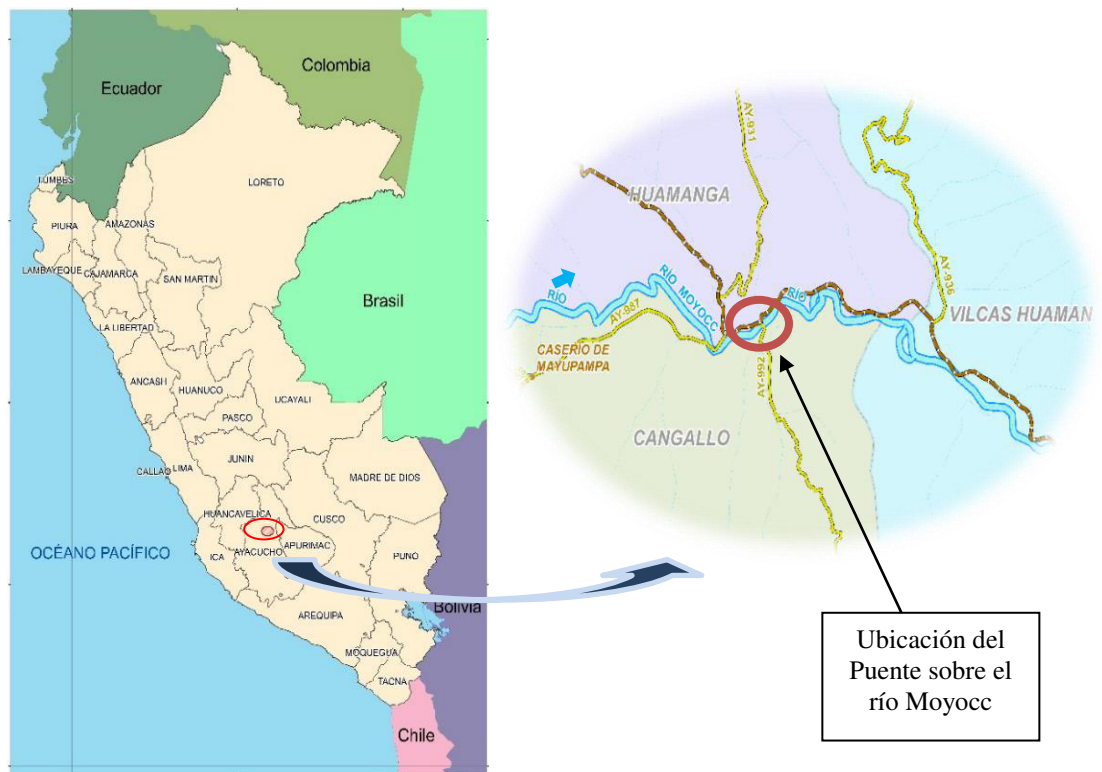 Colombia
Ecuador
TUMBES
LORETO
PIURA
AMAZONAS
LAMBAYEQUE
CAJAMARCA
SAN MARTIN
Brasil
LA LIBERTAD
ANCASH
HUANUCO
UCAYALI
PASCO
JUNIN
CALLAO
LIMA
MADRE DE DIOS
HUANCAVELICA
CUSCO
OCÉANO PACÍFICO
ICA
AYACUCHO
APURIMAC
PUNO
Bolivia
AREQUIPA
MOQUEGUA
TACNA
Chile
AY-931
HUAMANGA
AY-936
RIO
RIO MOYOCC
RIO
AY-987
VILCAS HUAMAN
CASERIO DE
MAYUPAMPA
AY-992
CANGALLO
Ubicación del
Puente sobre el
río Moyocc